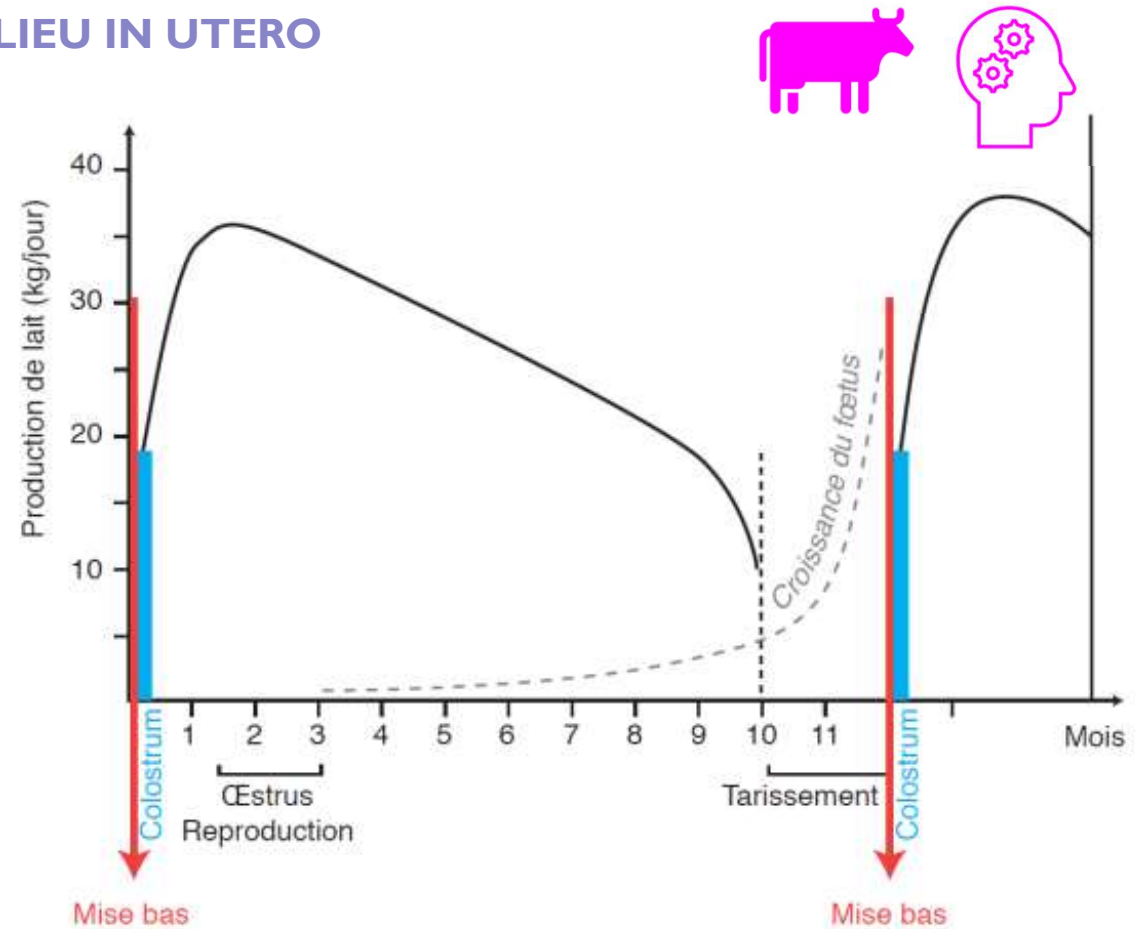 LIEU IN UTERO
Production de lait (kg/jour)
40
30
20
10
Croissance du fœtus
1 2 3 4 5 6 7 8 9 10 11
Mois
Colostrum
Colostrum
Œstrus
Reproduction
Tarissement
Mise bas
Mise bas